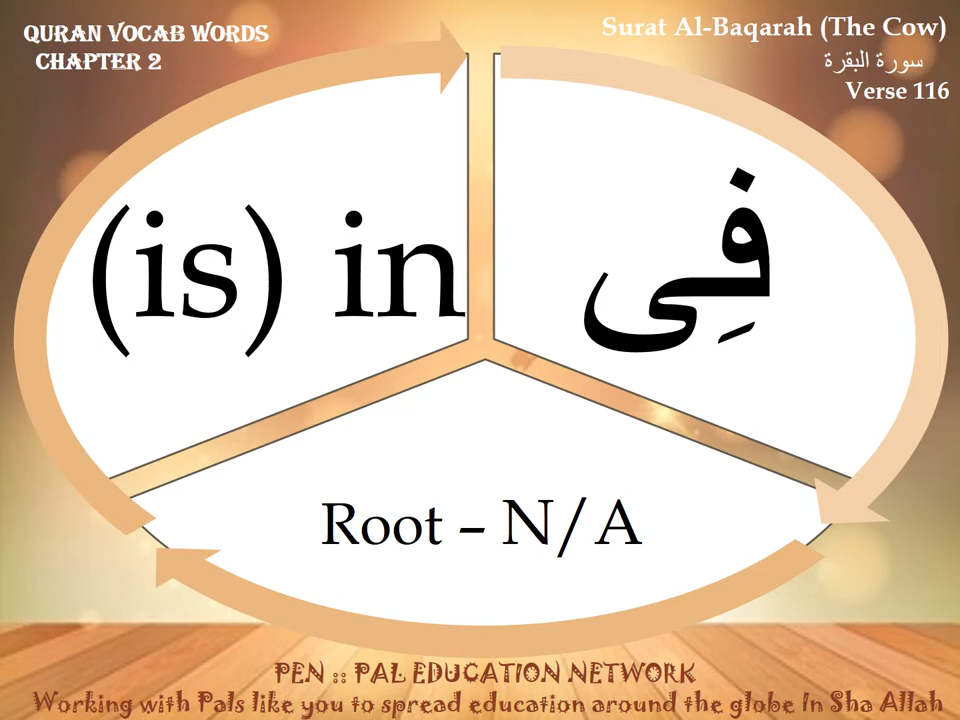 QURAN VOCAB WORDS
CHAPTER 2
Surat Al-Baqarah (The Cow)
سورة البقرة
Verse 116
(is) in
فِى
Root – N/A
PEN :: PAL EDUCATION NETWORK
Working with Pals like you to spread education around the globe In Sha Allah